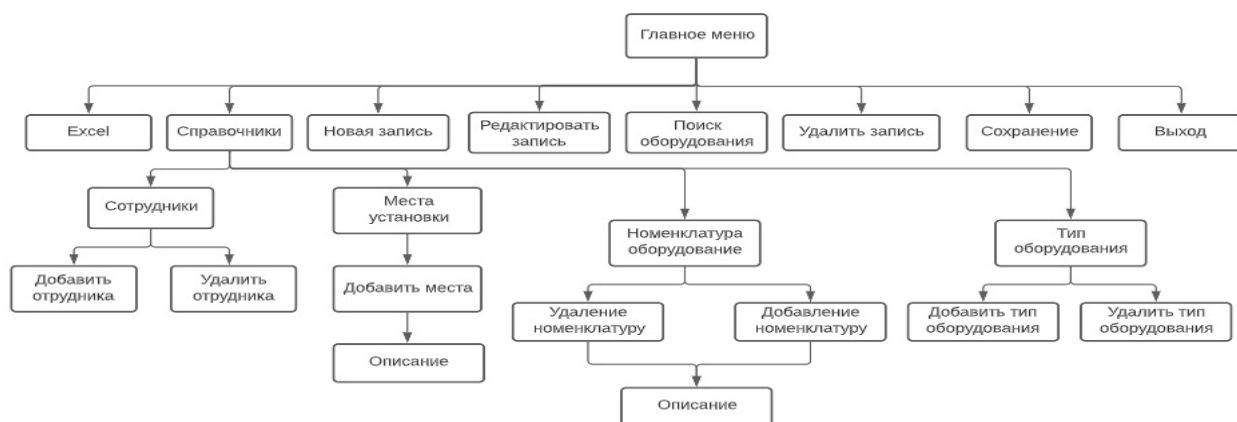 Главное меню
Excel
Справочники
Новая запись
Редактировать
запись
Поиск
оборудования
Удалить запись
Сохранение
Выход
Сотрудники
Места
установки
Номенклатура
оборудование
Тип
оборудования
Добавить
отрудника
Удалить
отрудника
Добавить места
Удаление
номенклатуру
Добавление
номенклатуру
Добавить тип
оборудования
Удалить тип
оборудования
Описание
Описание